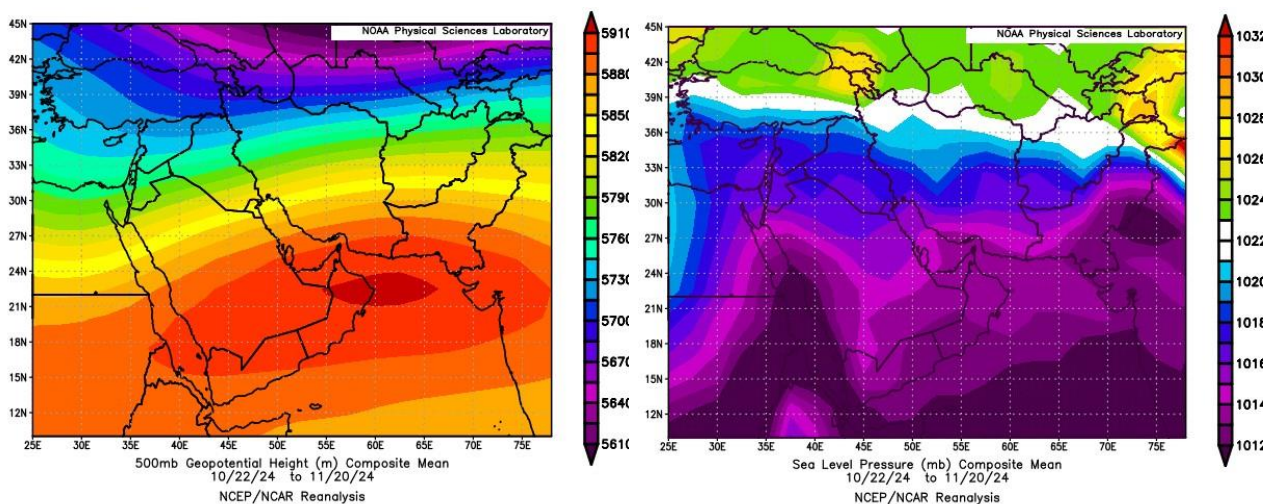 NOAA Physical Sciences Laboratory
45N
42N
39N
36N
33N
30N
27N
24N
21N
18N
15N
12N
25E 30E 35E 40E 45E 50E 55E 60E 65E 70E 75E
5910
5880
5850
5820
5790
5760
5730
5700
5670
5640
5610
500mb Geopotential Height (m) Composite Mean
10/22/24 to 11/20/24
NCEP/NCAR Reanalysis
NOAA Physical Sciences Laboratory
45N
42N
39N
36N
33N
30N
27N
24N
21N
18N
15N
12N
25E 30E 35E 40E 45E 50E 55E 60E 65E 70E 75E
1032
1030
1028
1026
1024
1022
1020
1018
1016
1014
1012
Sea Level Pressure (mb) Composite Mean
10/22/24 to 11/20/24
NCEP/NCAR Reanalysis